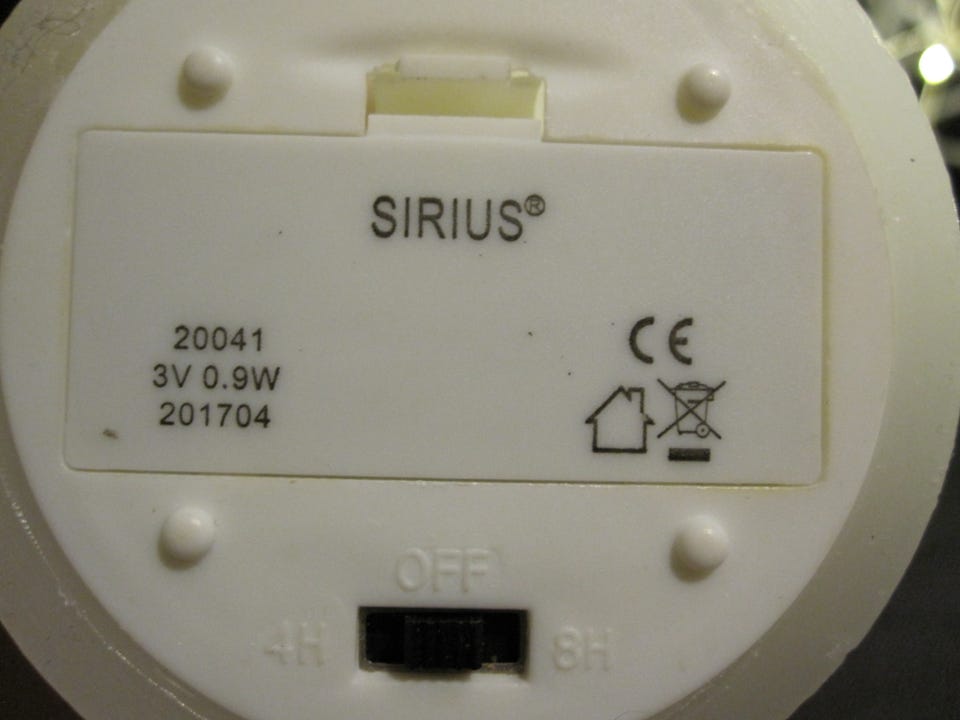 SIRIUS®
20041
3V 0.9W
201704
CE
OFF
4H
8H